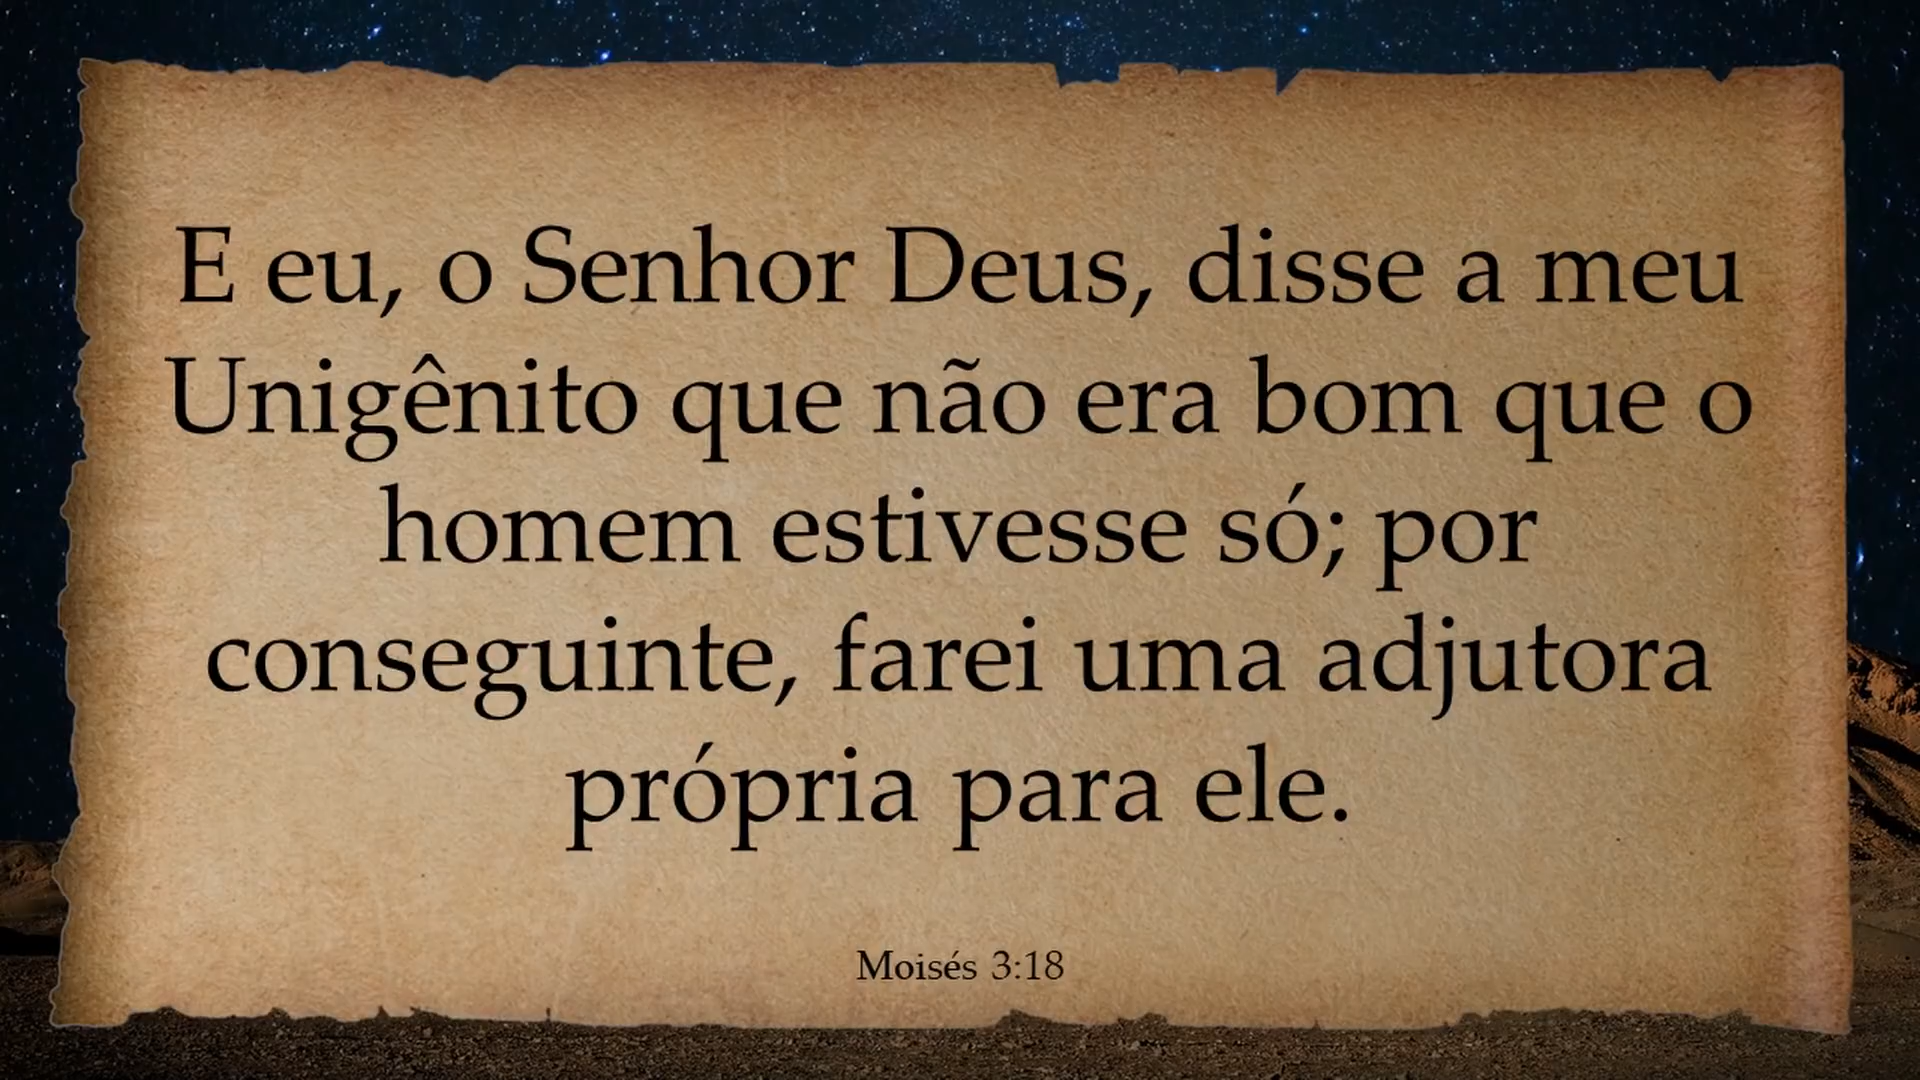 E eu, o Senhor Deus, disse a meu
Unigênito que não era bom que o
homem estivesse só; por
conseguinte, farei uma adjutora
própria para ele.
Moisés 3:18